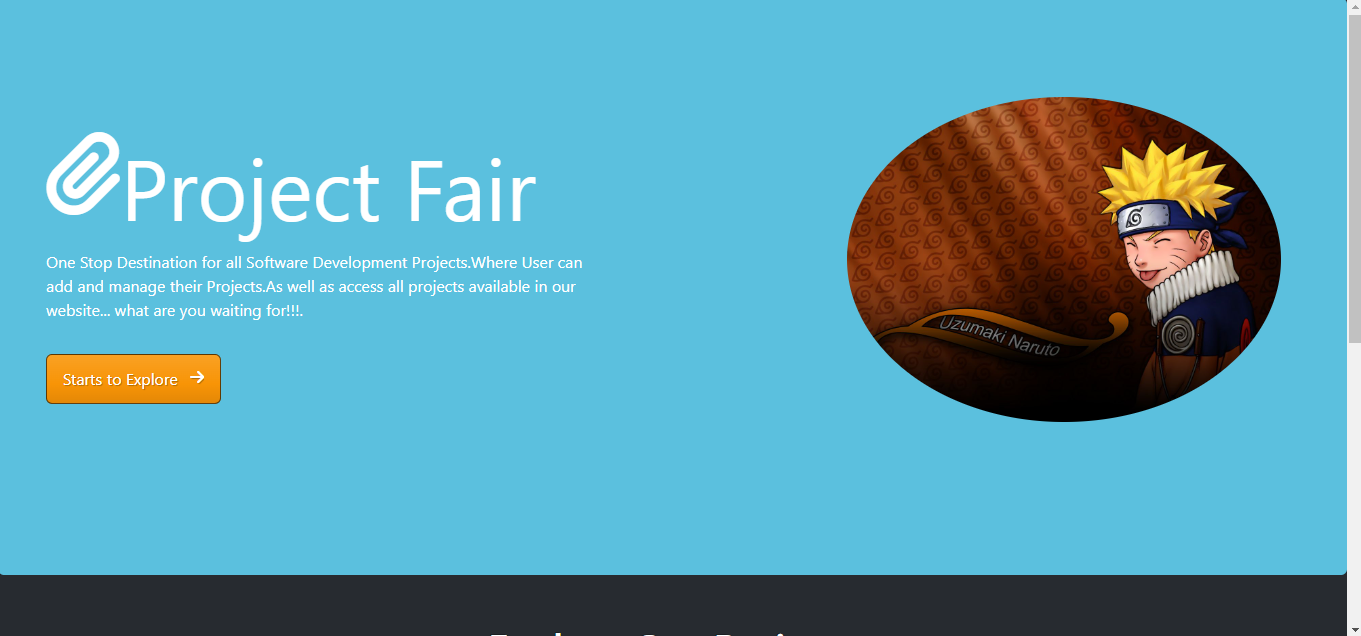 Project Fair
One Stop Destination for all Software Development Projects.Where User can
add and manage their Projects.As well as access all projects available in our
website... what are you waiting for!!!.
Starts to Explore
Uzumaki Naruto